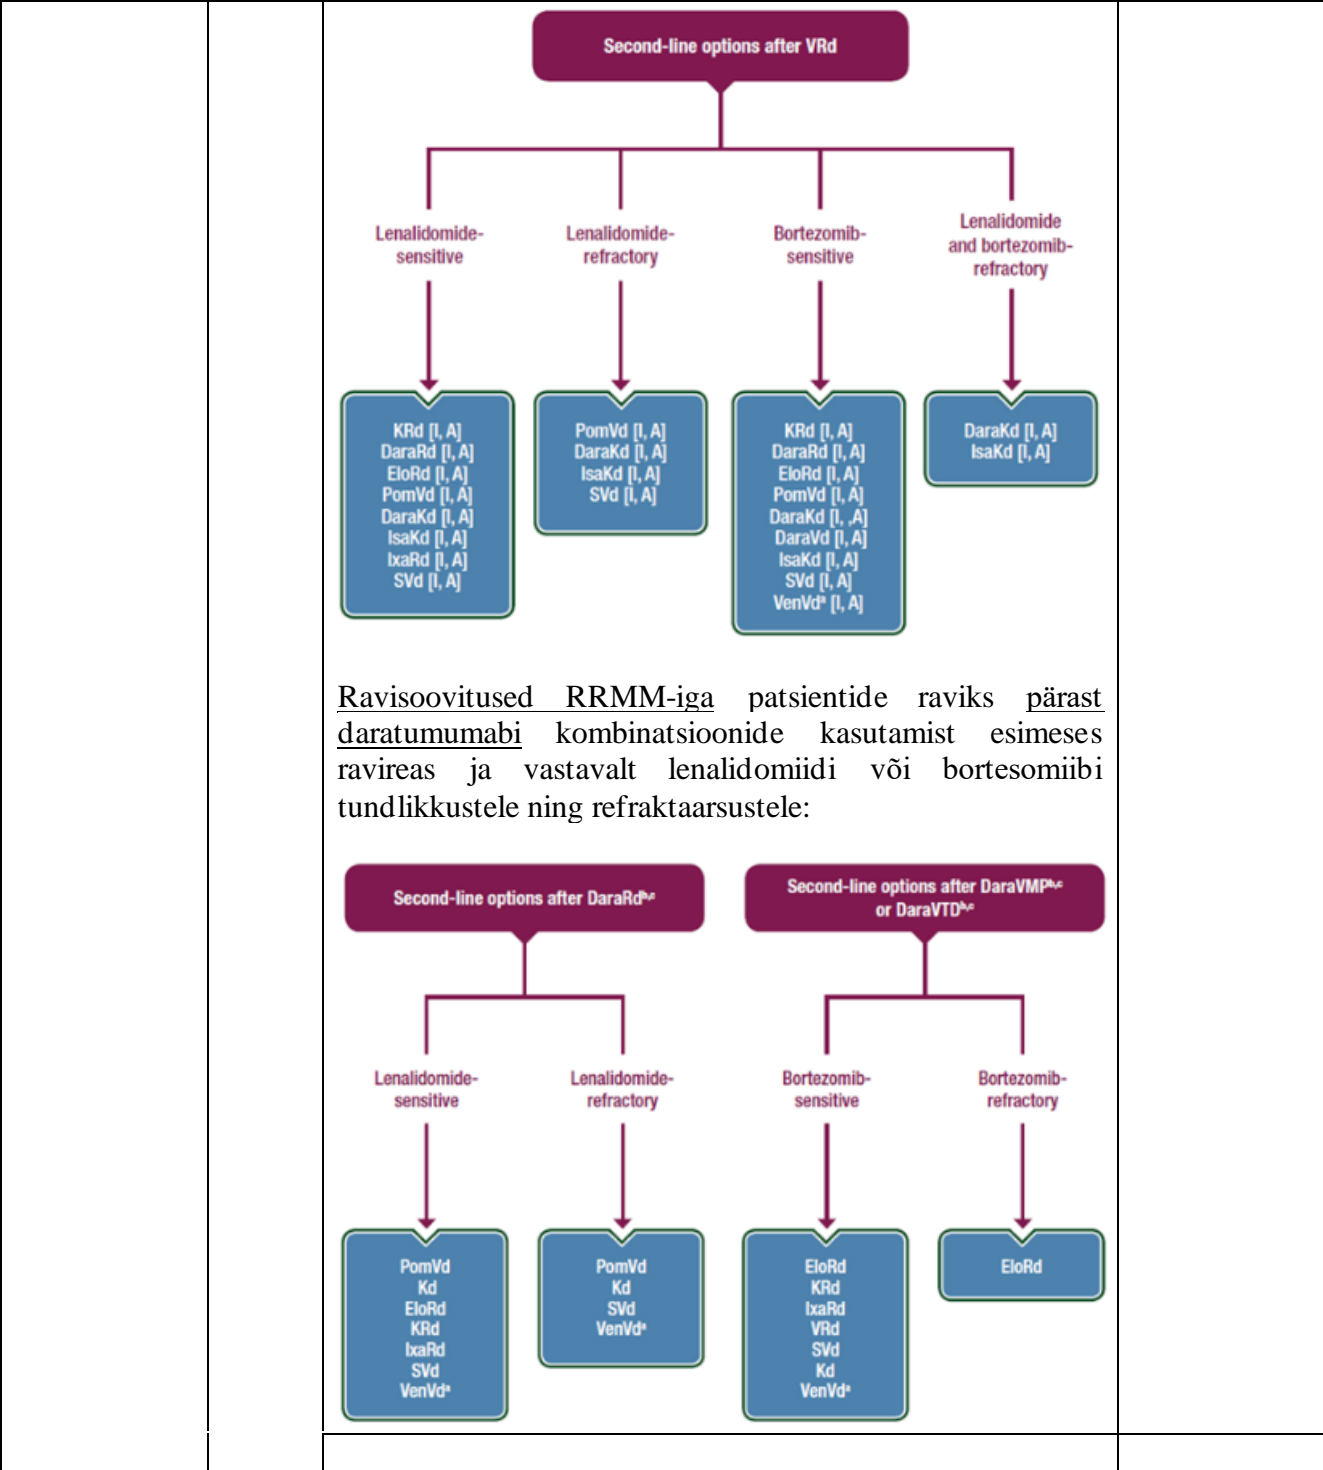 Second-line options after VRd
Lenalidomide-
sensitive
Lenalidomide-
refractory
Bortezomib-
sensitive
Lenalidomide
and bortezomib-
refractory
KRd [I, A]
DaraRd [I, A]
EloRd [I, A]
PomVd [I, A]
DaraKd [I, A]
IsaKd [I, A]
IxaRd [I, A]
SVd [I, A]
PomVd [I, A]
DaraKd [I, A]
IsaKd [I, A]
SVd [I, A]
KRd [I, A]
DaraRd [I, A]
EloRd [I, A]
PomVd [I, A]
DaraKd [I, ,A]
DaraVd [I, A]
IsaKd [I, A]
SVd [I, A]
VenVdᵃ [I, A]
DaraKd [I, A]
IsaKd [I, A]
Ravisoovitused RRMM-iga patsientide raviks pärast
daratumumabi kombinatsioonide kasutamist esimeses
ravireas ja vastavalt lenalidomiidi või bortesomiibi
tundlikkustele ning refraktaarsustele:
Second-line options after DaraRdᵇ,ᶜ
Lenalidomide-
sensitive
Lenalidomide-
refractory
PomVd
Kd
EloRd
KRd
IxaRd
SVd
VenVdᵃ
PomVd
Kd
SVd
VenVdᵃ
Second-line options after DaraVMPᵇ,ᶜ
or DaraVTDᵇ,ᶜ
Bortezomib-
sensitive
Bortezomib-
refractory
EloRd
KRd
IxaRd
VRd
SVd
Kd
VenVdᵃ
EloRd